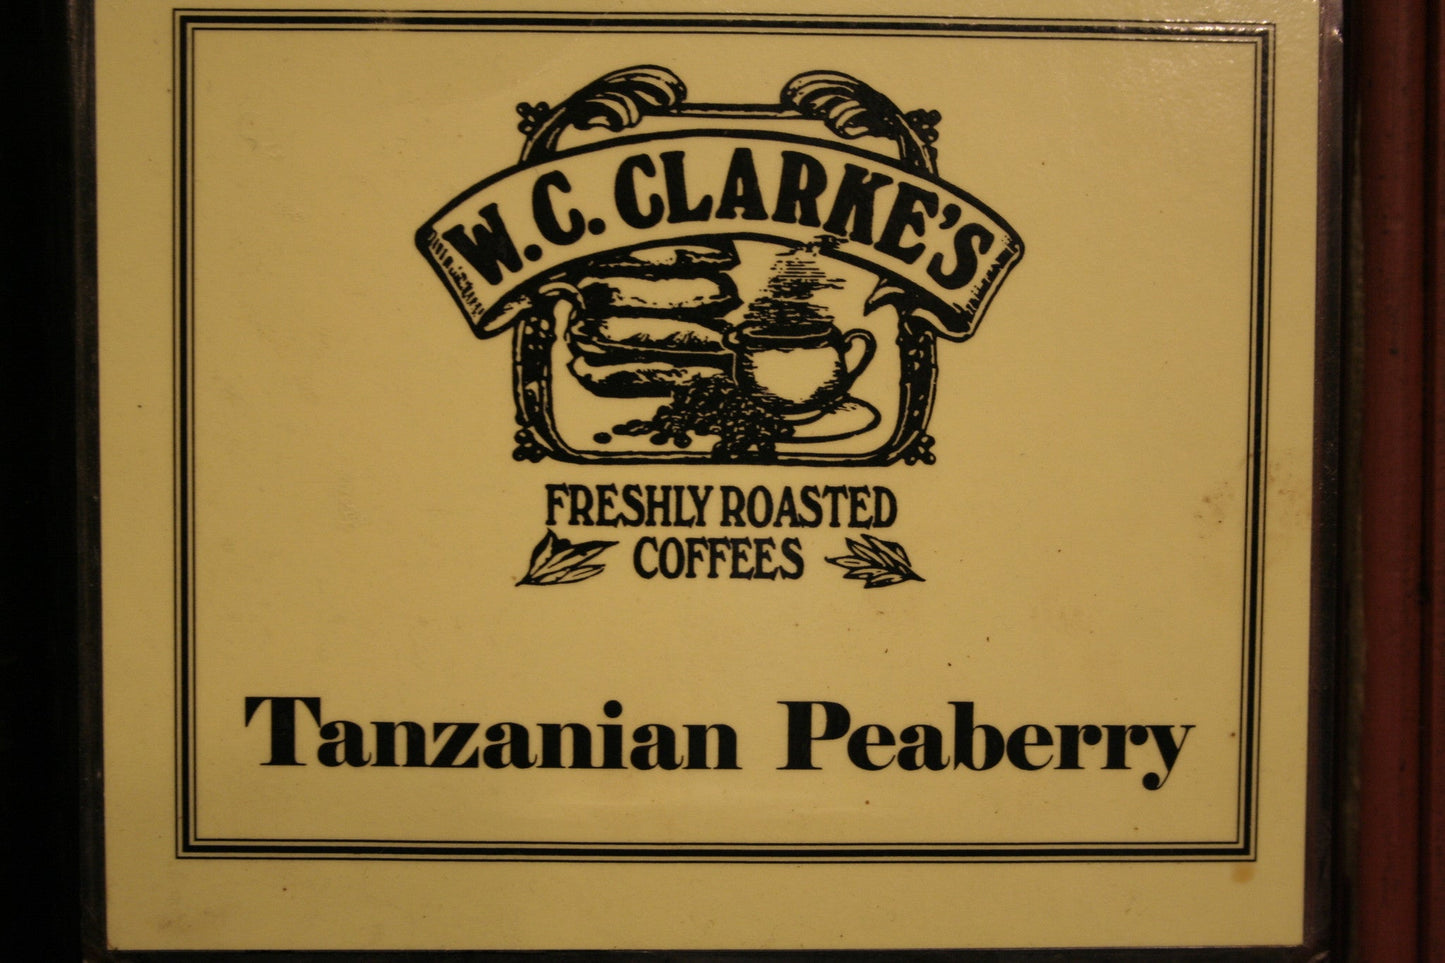 W.C. CLARKE'S
FRESHLY ROASTED
COFFEES
Tanzanian Peaberry